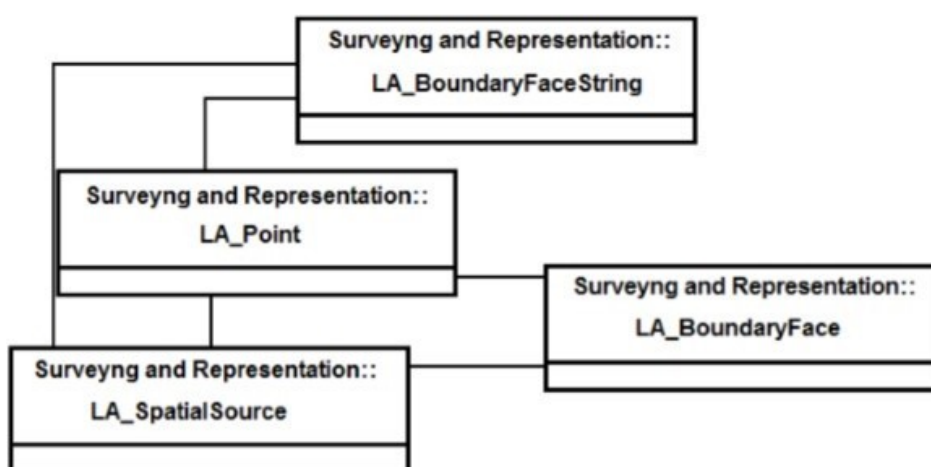 Surveyng and Representation::
LA_BoundaryFaceString
Surveyng and Representation::
LA_Point
Surveyng and Representation::
LA_BoundaryFace
Surveyng and Representation::
LA_SpatialSource